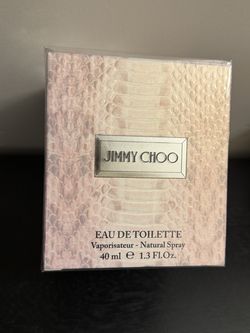 JIMMY CHOO
EAU DE TOILETTE
Vaporisateur - Natural Spray
40 ml ℮ 1.3 Fl.Oz.